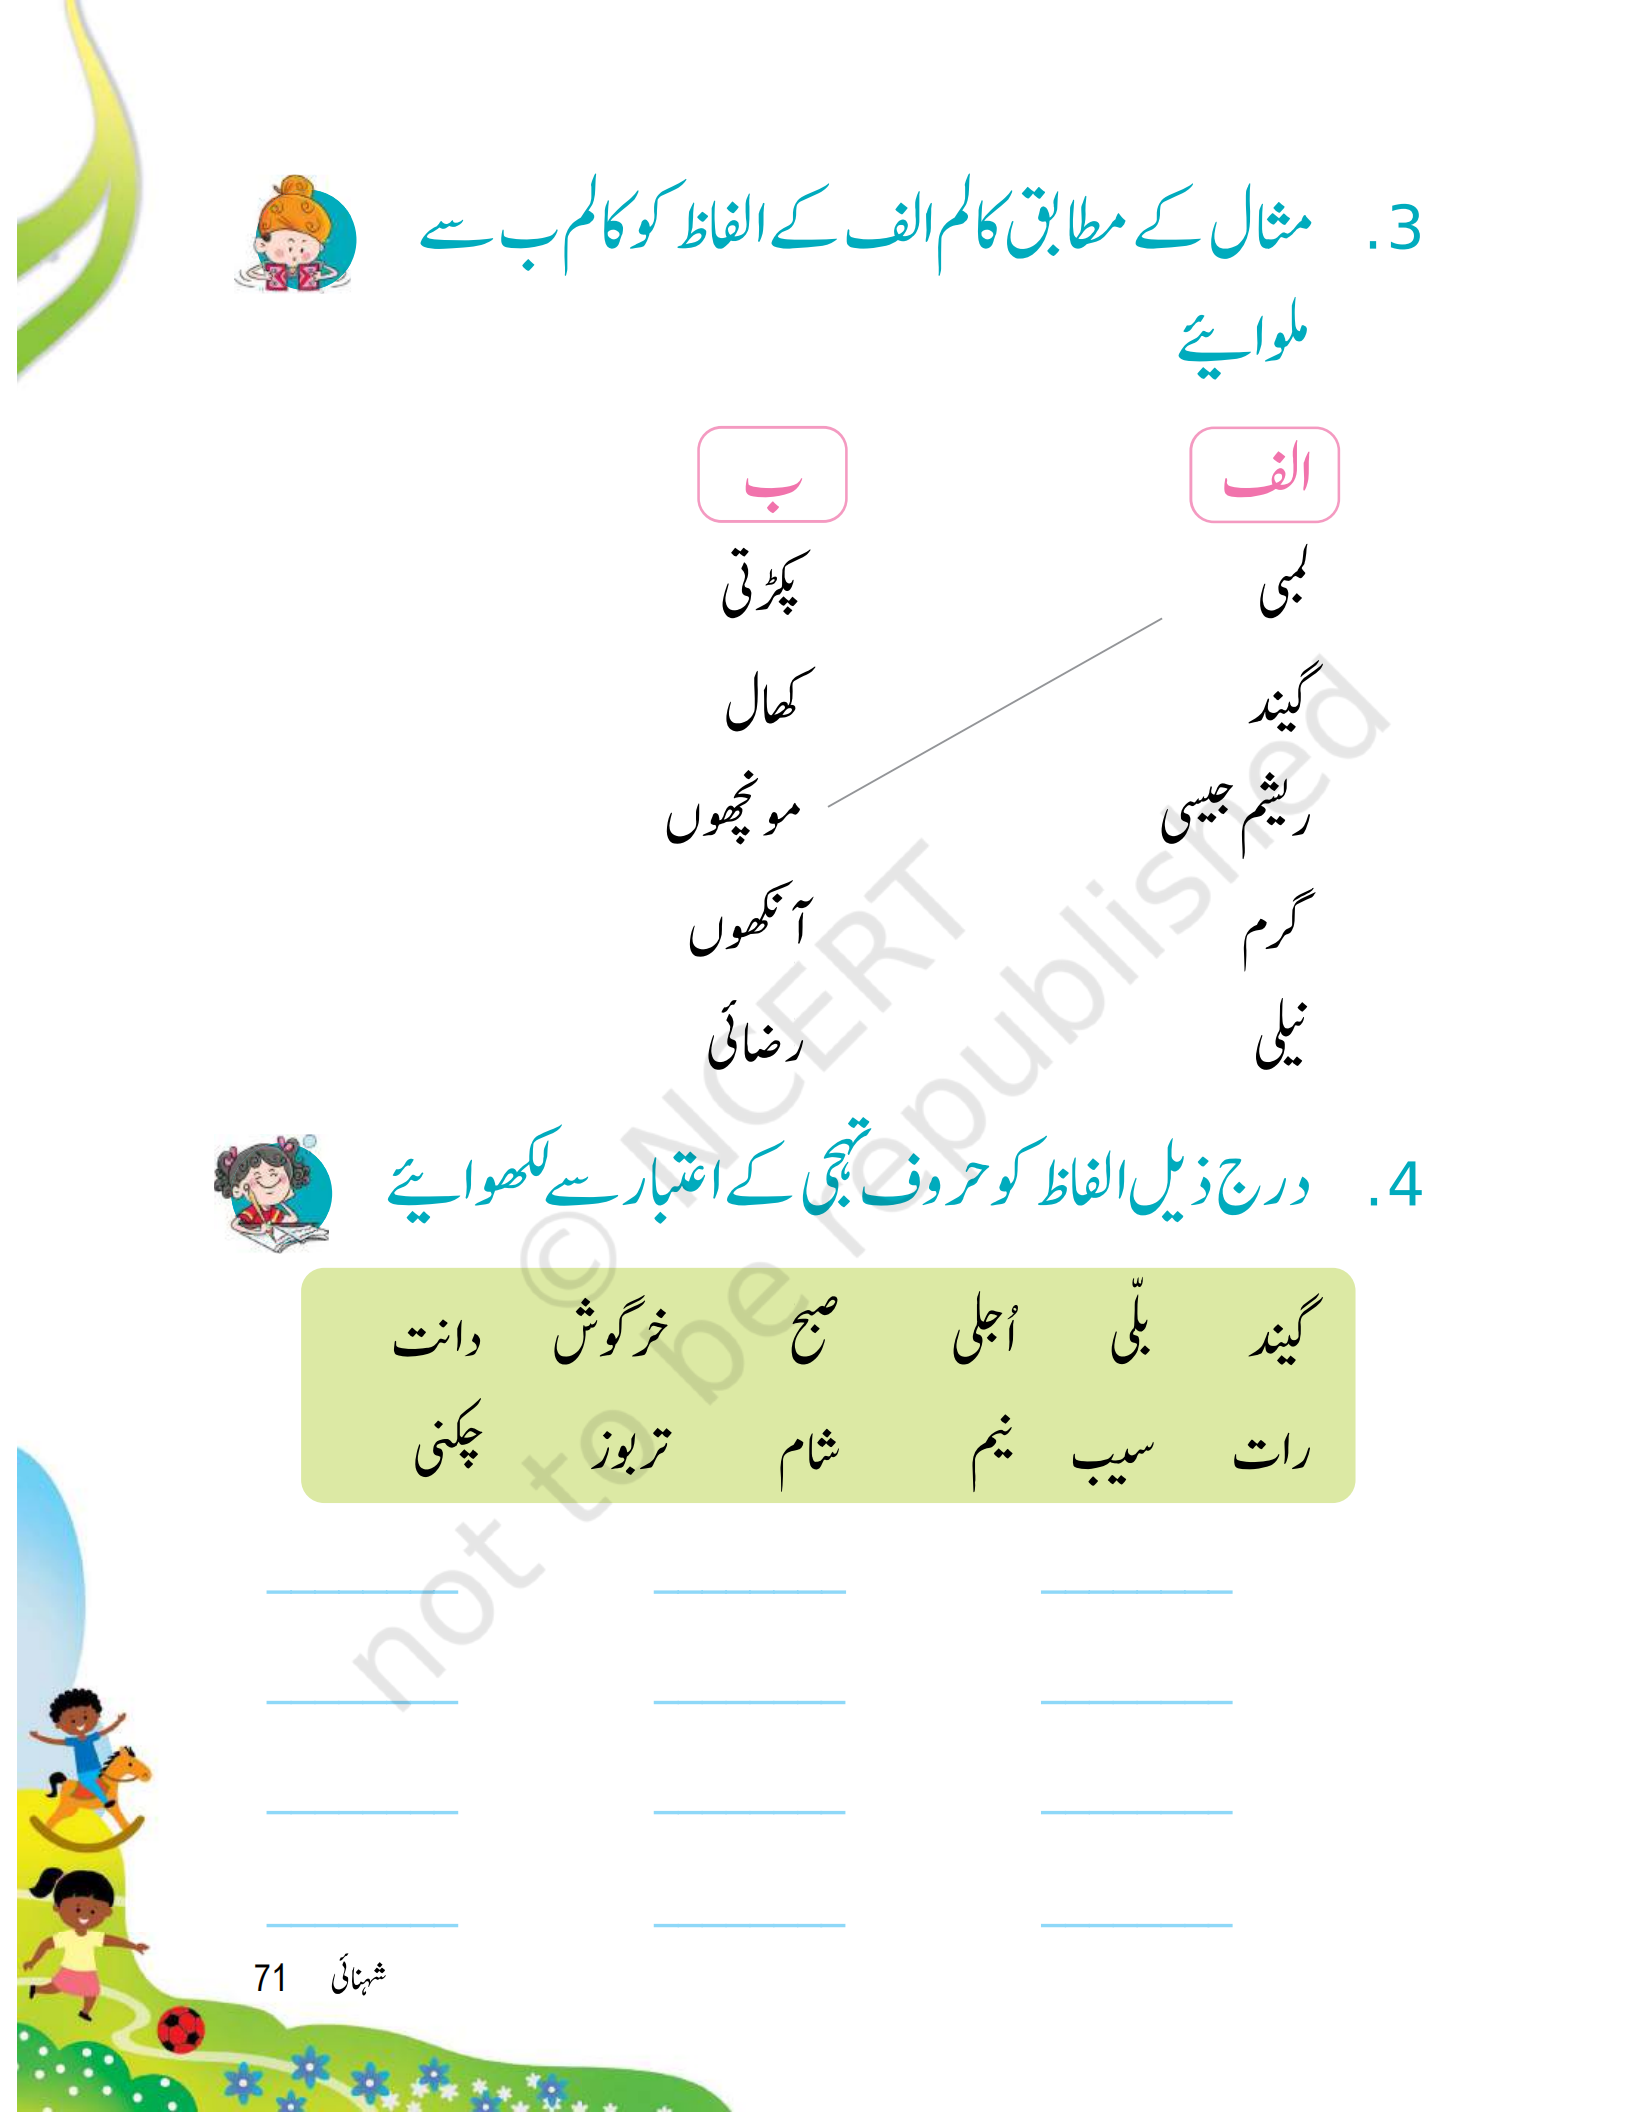 3. مثال کے مطابق کالم الف کے الفاظ کو کالم ب سے
ملوایئے
الف ب
لمبی پکڑتی
گیند کھال
ریشم جیسی مونچھوں
گرم آنکھوں
نیلی رضائی
4. درج ذیل الفاظ کو حروف تہجی کے اعتبار سے لکھوایئے
گیند بلّی اُجلی صبح خرگوش دانت
رات سیب نیم شام تربوز چکنی
71 شہنائی
© NCERT
not to be republished